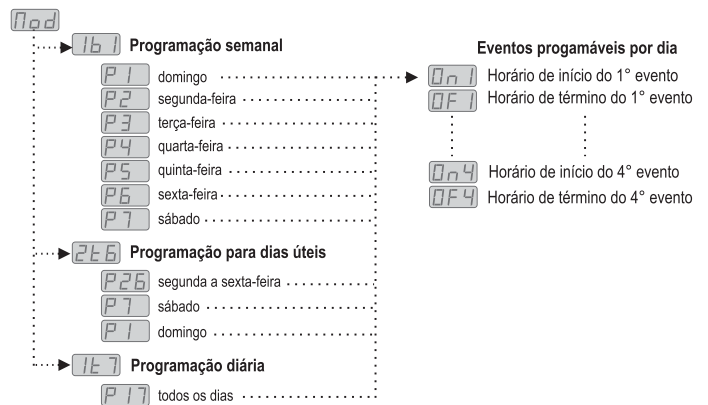 Mod
1b1 Programação semanal
P1 domingo
P2 segunda-feira
P3 terça-feira
P4 quarta-feira
P5 quinta-feira
P6 sexta-feira
P7 sábado
2t6 Programação para dias úteis
P26 segunda a sexta-feira
P7 sábado
P1 domingo
1t7 Programação diária
P17 todos os dias
Eventos progamáveis por dia
On1 Horário de início do 1° evento
OF1 Horário de término do 1° evento
On4 Horário de início do 4° evento
OF4 Horário de término do 4° evento